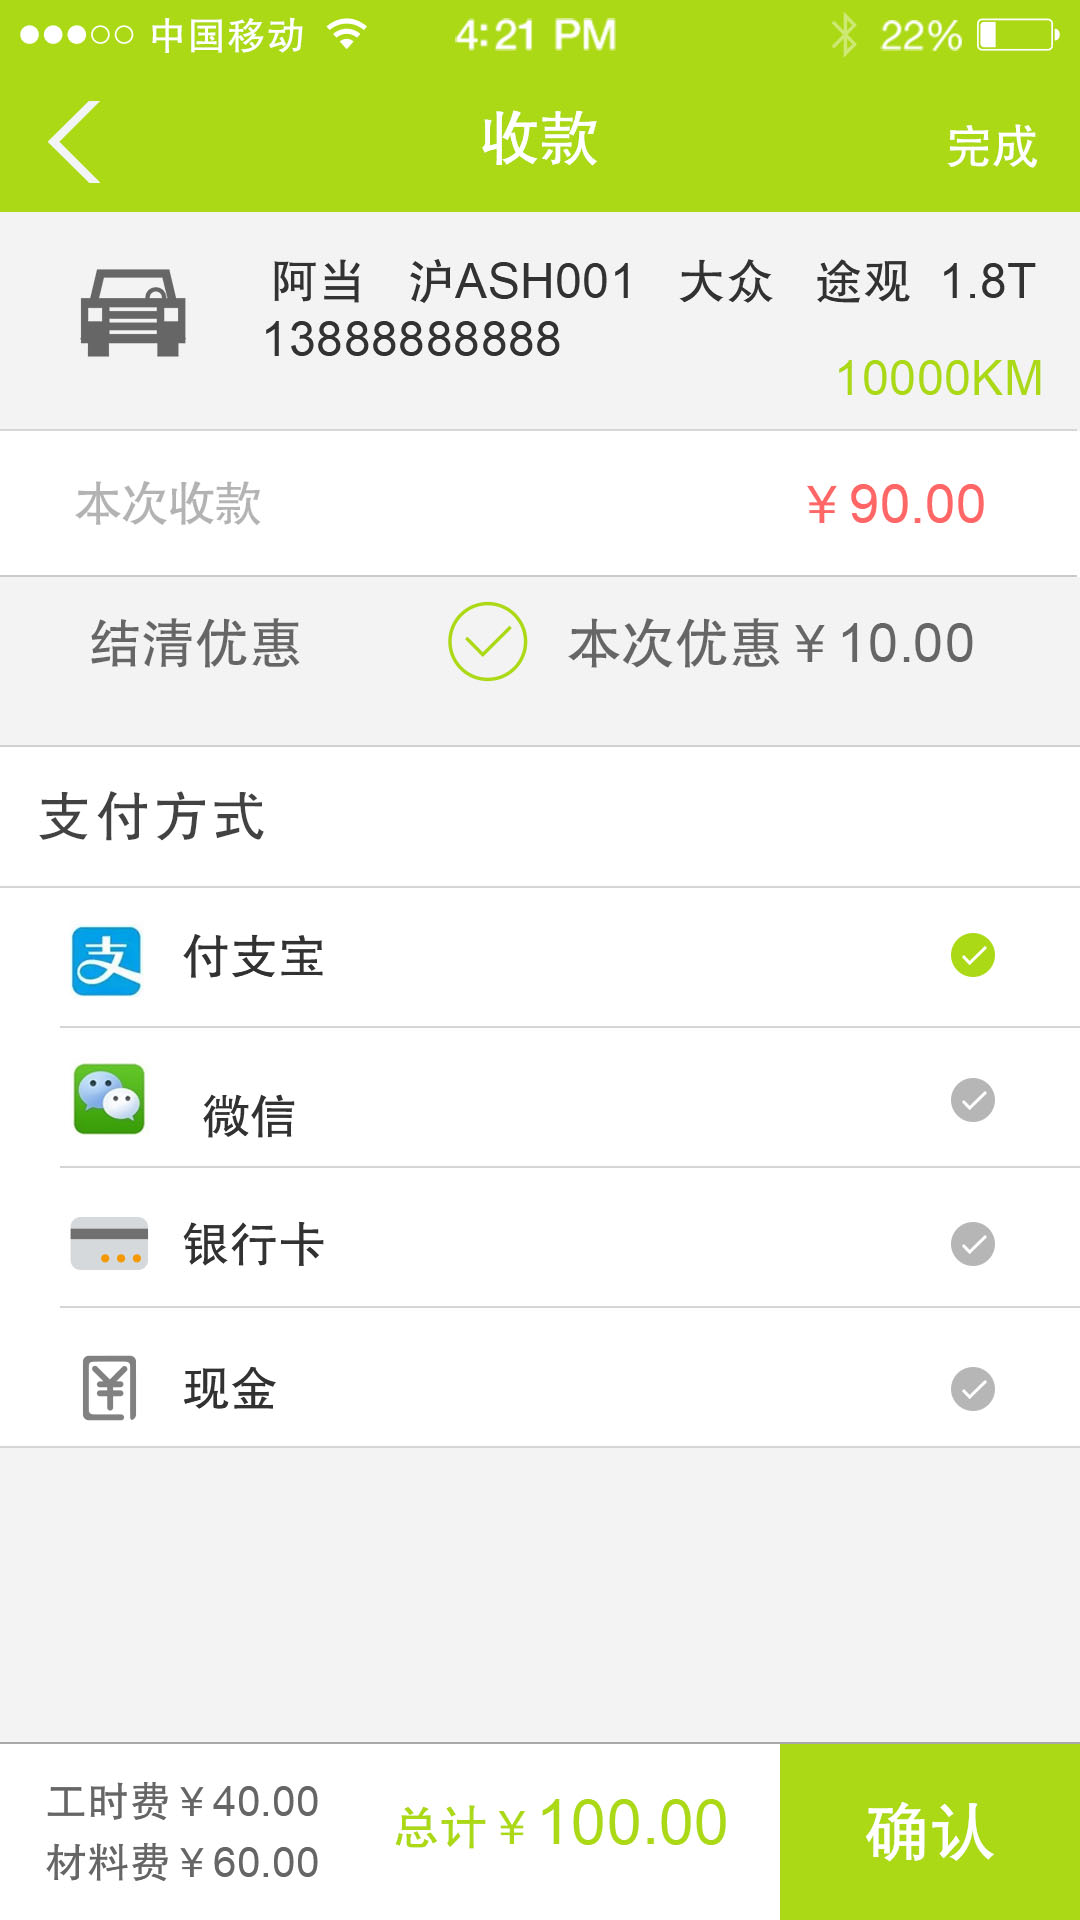 中国移动 4:21 PM 22%
收款 完成
阿当 沪ASH001 大众 途观 1.8T
13888888888
10000KM
本次收款 ¥90.00
结清优惠 本次优惠¥10.00
支付方式
支 付支宝
微信
银行卡
现金
工时费¥40.00
材料费¥60.00
总计¥100.00
确认